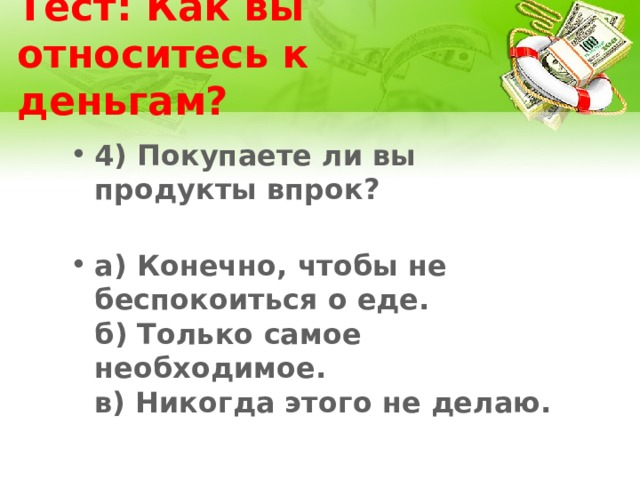 Тест: Как вы
относитесь к
деньгам?
• 4) Покупаете ли вы
продукты впрок?
• а) Конечно, чтобы не
беспокоиться о еде.
б) Только самое
необходимое.
в) Никогда этого не делаю.
100